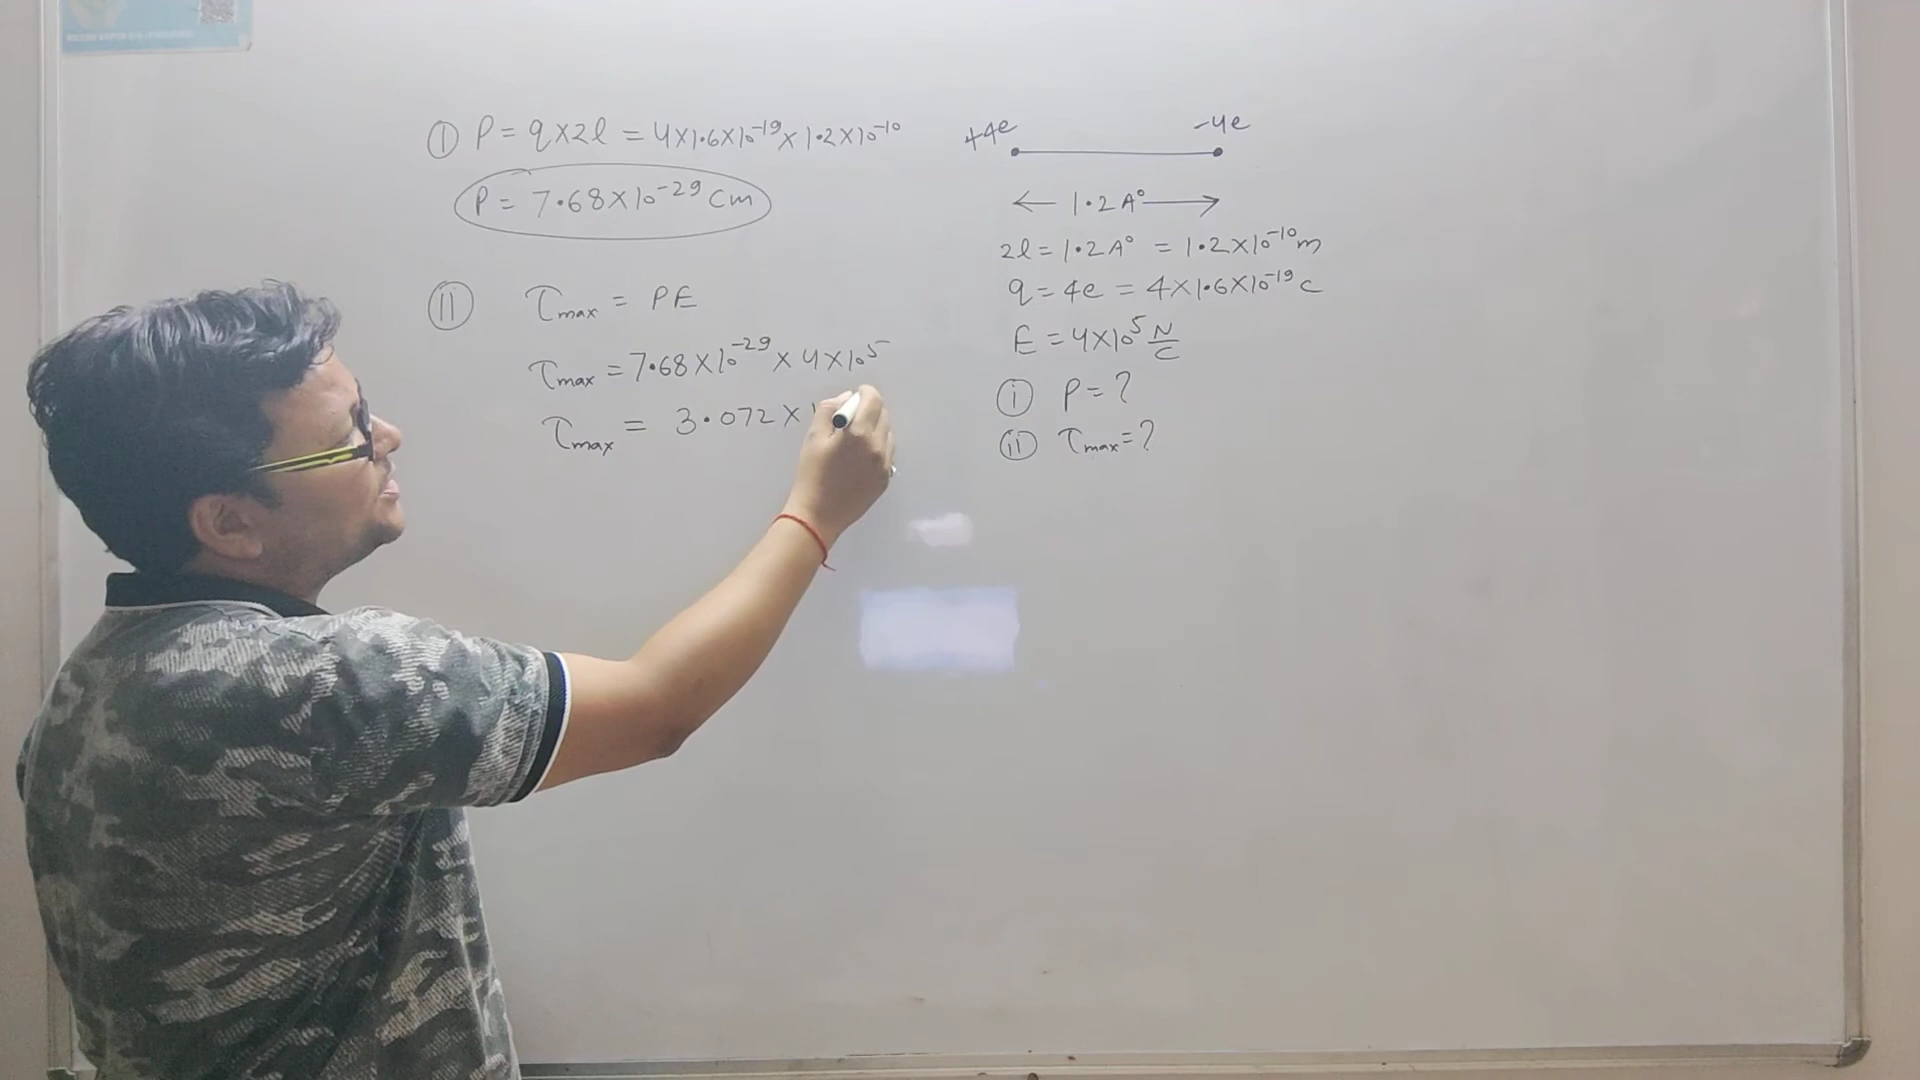 ① P = q×2l = 4×1.6×10⁻¹⁹×1.2×10⁻¹⁰
P = 7.68×10⁻²⁹ Cm
ⓘⓘ τmax = PE
τmax = 7.68×10⁻²⁹ × 4×10⁵
τmax = 3.072×1
+4e -4e
← 1.2A° →
2l = 1.2A° = 1.2×10⁻¹⁰m
q = 4e = 4×1.6×10⁻¹⁹ C
E = 4×10⁵ N/C
ⓘ P = ?
ⓘⓘ τmax = ?